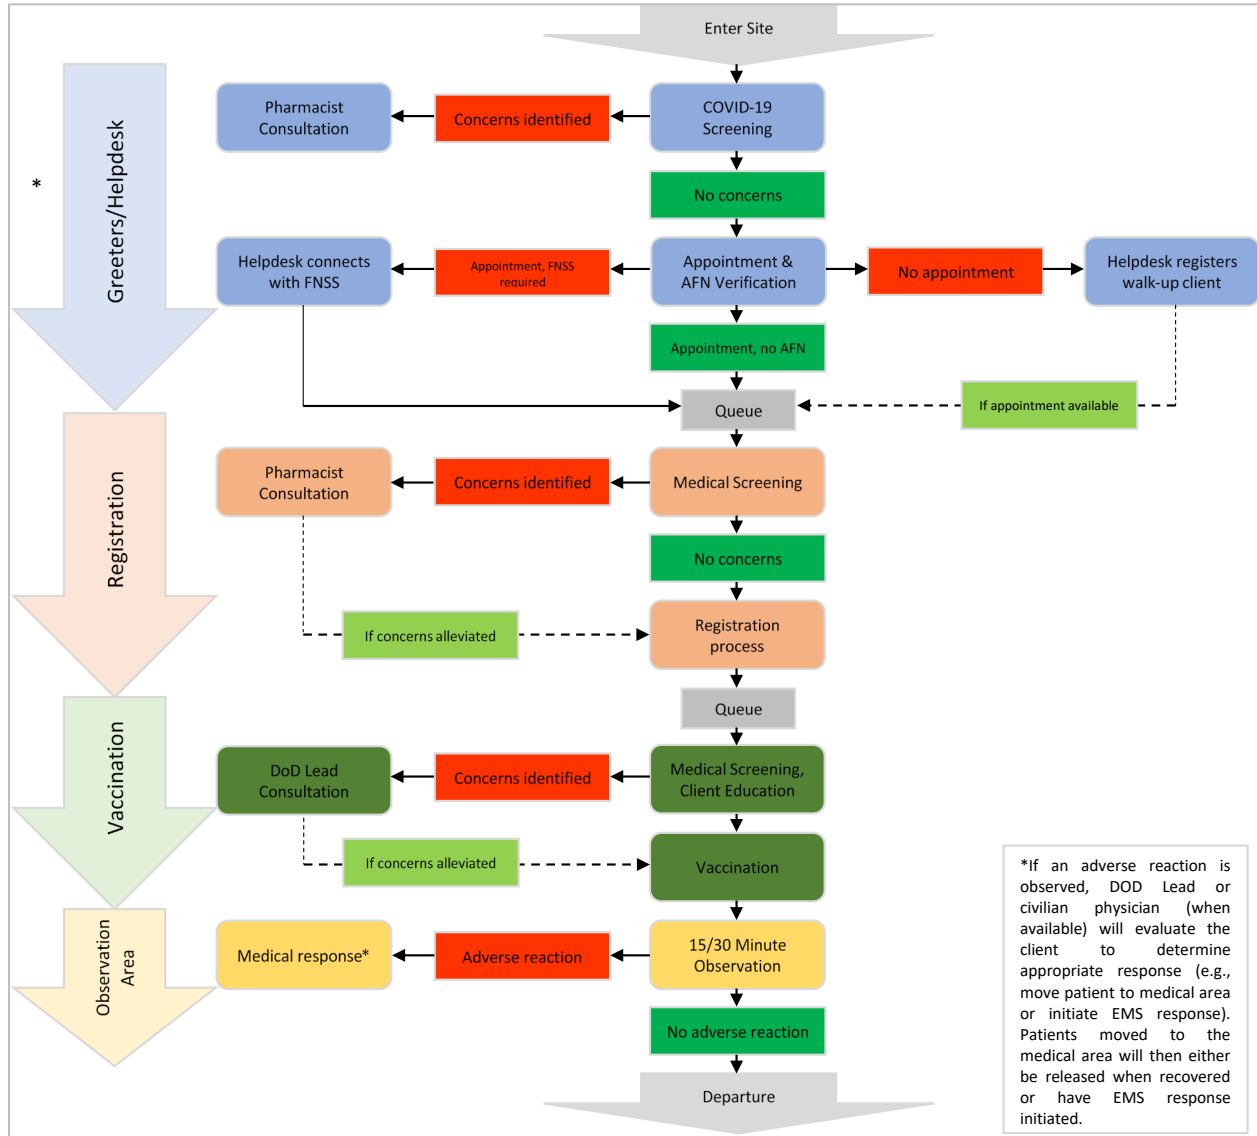 Enter Site
Greeters/Helpdesk
*
Pharmacist
Consultation
Concerns identified
COVID-19
Screening
No concerns
Helpdesk connects
with FNSS
Appointment, FNSS
required
Appointment &
AFN Verification
No appointment
Helpdesk registers
walk-up client
Appointment, no AFN
Queue
If appointment available
Registration
Pharmacist
Consultation
Concerns identified
Medical Screening
No concerns
If concerns alleviated
Registration
process
Queue
Vaccination
DoD Lead
Consultation
Concerns identified
Medical Screening,
Client Education
If concerns alleviated
Vaccination
Observation
Area
Medical response*
Adverse reaction
15/30 Minute
Observation
No adverse reaction
Departure
*If an adverse reaction is
observed, DOD Lead or
civilian physician (when
available) will evaluate the
client to determine
appropriate response (e.g.,
move patient to medical area
or initiate EMS response).
Patients moved to the
medical area will then either
be released when recovered
or have EMS response
initiated.